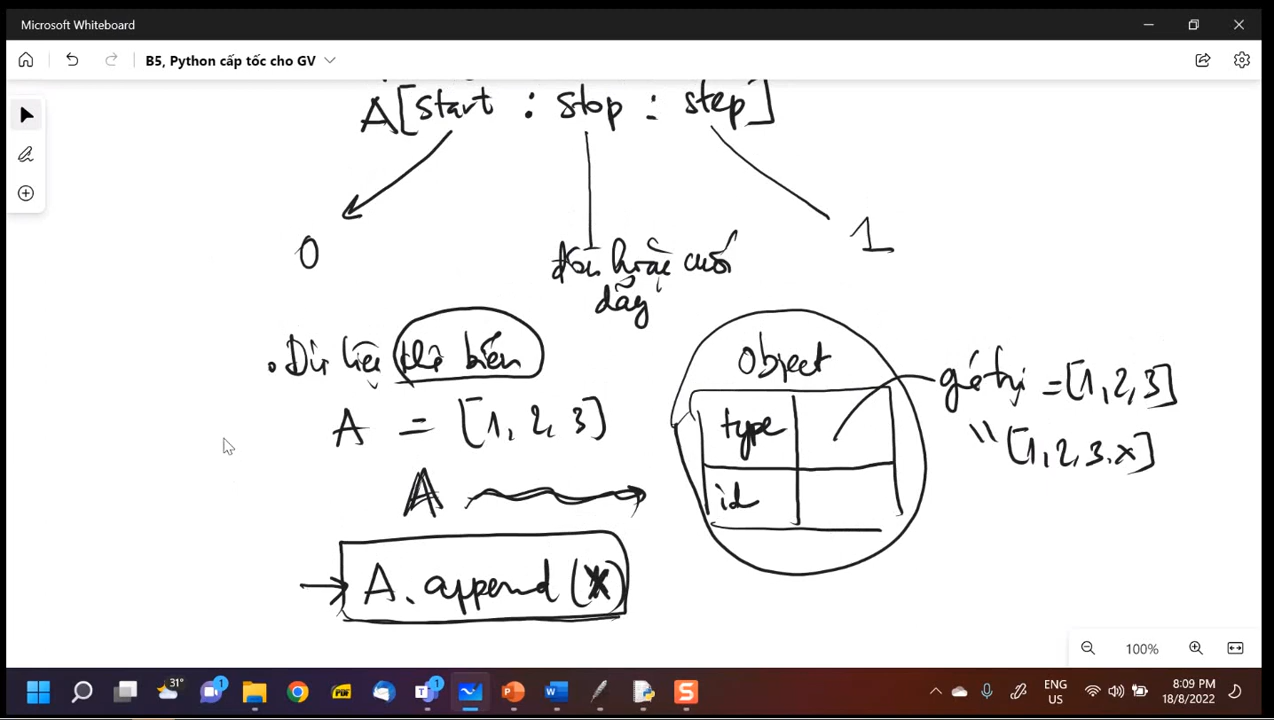 Microsoft Whiteboard
B5, Python cấp tốc cho GV
A[start : stop : step]
0
đến hoặc cuối
dãy
1
• Dữ liệu khả biến
A = [1, 2, 3]
A
A. append (x)
object
type
id
giá trị = [1, 2, 3]
" [1, 2, 3. x]
100%
31°
1
1
ENG
US
8:09 PM
18/8/2022